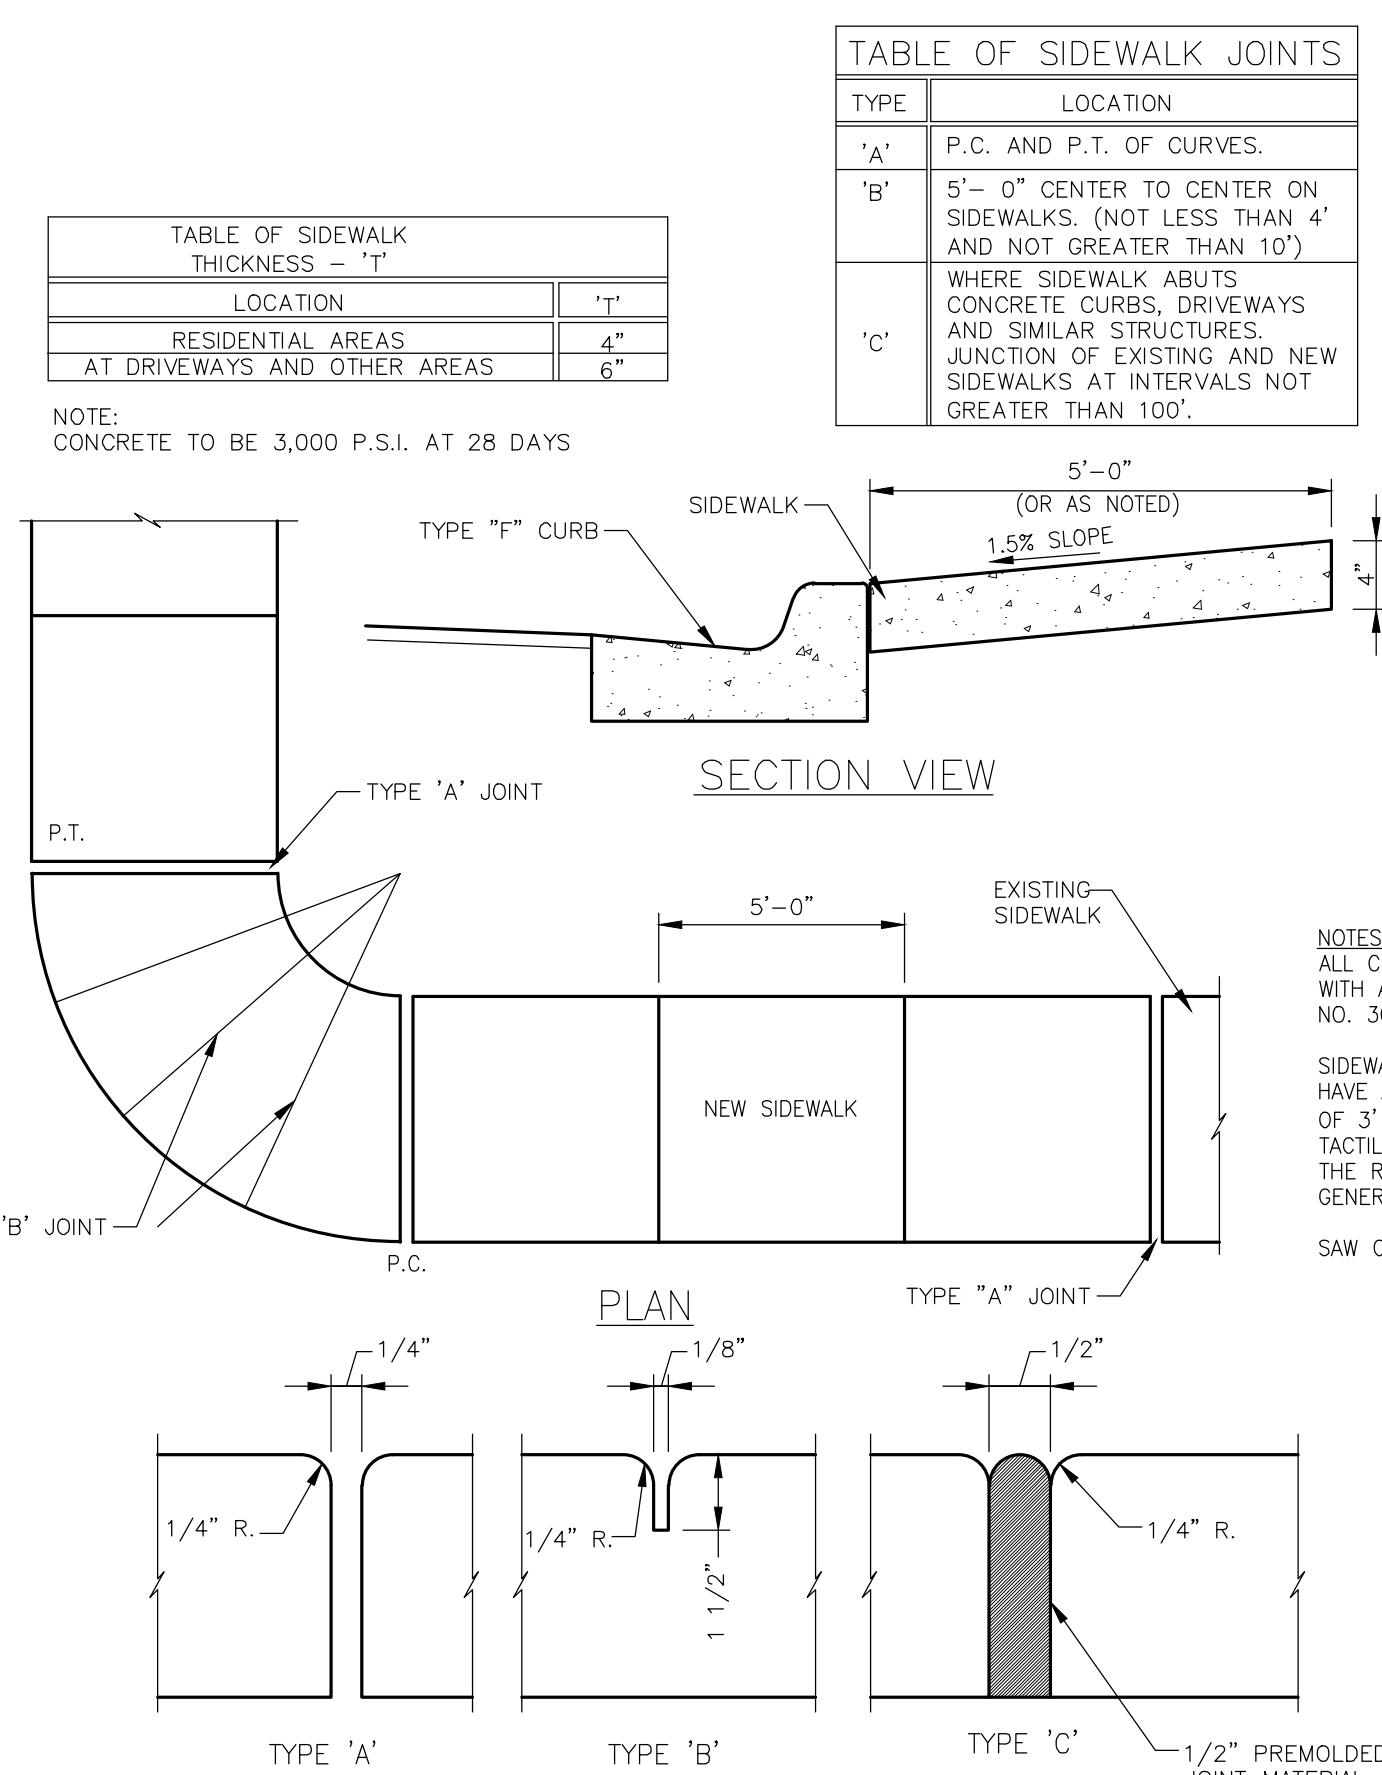 TABLE OF SIDEWALK JOINTS
TYPE LOCATION
'A' P.C. AND P.T. OF CURVES.
'B' 5'- 0" CENTER TO CENTER ON
SIDEWALKS. (NOT LESS THAN 4'
AND NOT GREATER THAN 10')
WHERE SIDEWALK ABUTS
CONCRETE CURBS, DRIVEWAYS
AND SIMILAR STRUCTURES.
'C' JUNCTION OF EXISTING AND NEW
SIDEWALKS AT INTERVALS NOT
GREATER THAN 100'.
TABLE OF SIDEWALK
THICKNESS - 'T'
LOCATION 'T'
RESIDENTIAL AREAS 4"
AT DRIVEWAYS AND OTHER AREAS 6"
NOTE:
CONCRETE TO BE 3,000 P.S.I. AT 28 DAYS
5'-0"
(OR AS NOTED)
SIDEWALK
TYPE "F" CURB
1.5% SLOPE
4"
SECTION VIEW
TYPE 'A' JOINT
P.T.
EXISTING
SIDEWALK
5'-0"
NEW SIDEWALK
'B' JOINT
P.C.
TYPE "A" JOINT
PLAN
NOTES
ALL C
WITH
NO.
SIDEWA
HAVE
OF 3'
TACTIL
THE R
GENER
SAW
1/4"
1/8"
1/2"
1/4" R.
1/4" R.
1 1/2"
1/4" R.
TYPE 'A'
TYPE 'B'
TYPE 'C'
1/2" PREMOLDED